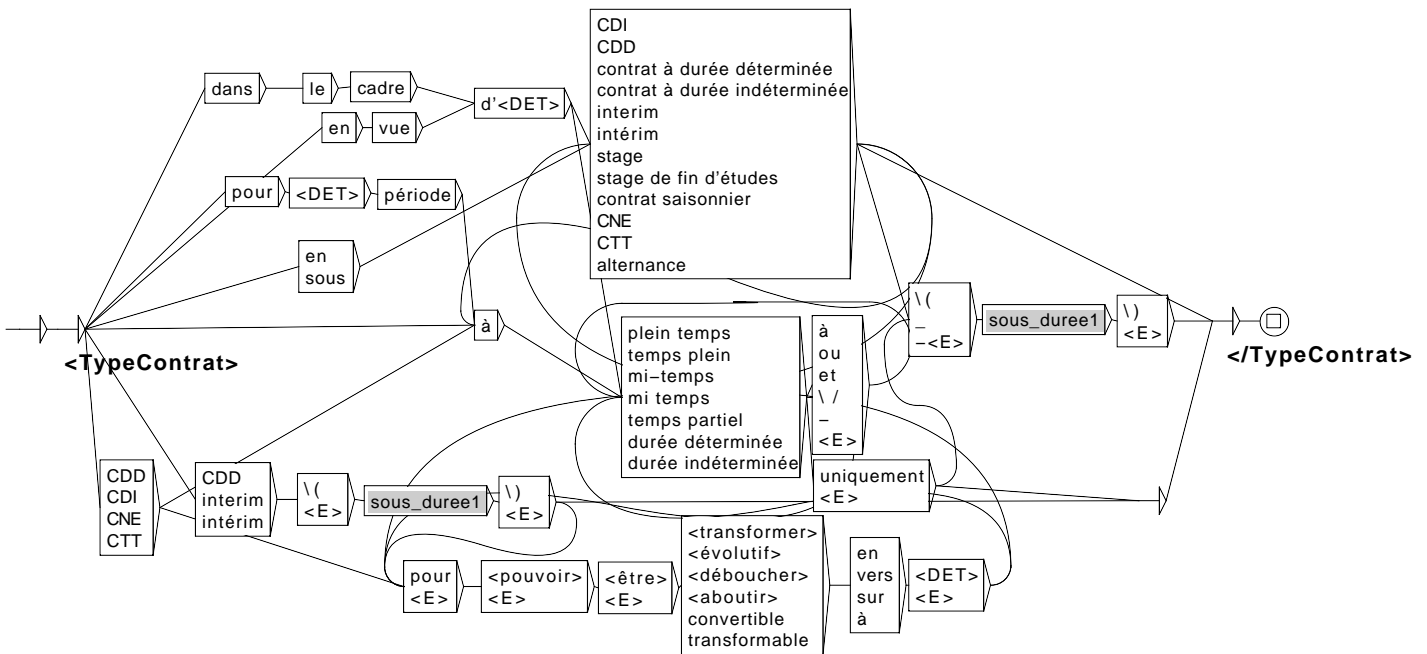 CDI
CDD
contrat à durée déterminée
contrat à durée indéterminée
interim
intérim
stage
stage de fin d'études
contrat saisonnier
CNE
CTT
alternance
dans
le
cadre
d'<DET>
en
vue
pour
<DET>
période
en
sous
à
<TypeContrat>
plein temps
temps plein
mi−temps
mi temps
temps partiel
durée déterminée
durée indéterminée
à
ou
et
\ /
−
<E>
\(
−
−<E>
sous_duree1
\)
<E>
</TypeContrat>
CDD
CDI
CNE
CTT
CDD
interim
intérim
\(
<E>
sous_duree1
\)
<E>
uniquement
<E>
pour
<E>
<pouvoir>
<E>
<être>
<E>
<transformer>
<évolutif>
<déboucher>
<aboutir>
convertible
transformable
en
vers
sur
à
<DET>
<E>